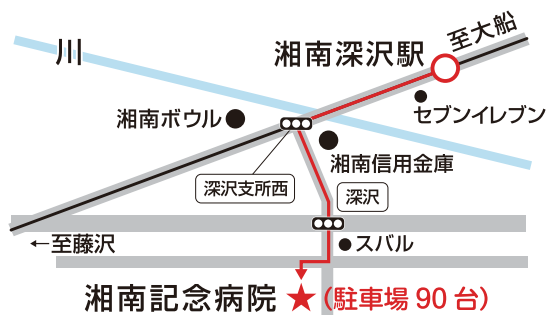 至大船
川
湘南深沢駅
セブンイレブン
湘南ボウル
湘南信用金庫
深沢支所西
深沢
←至藤沢
スバル
湘南記念病院 ★(駐車場90台)